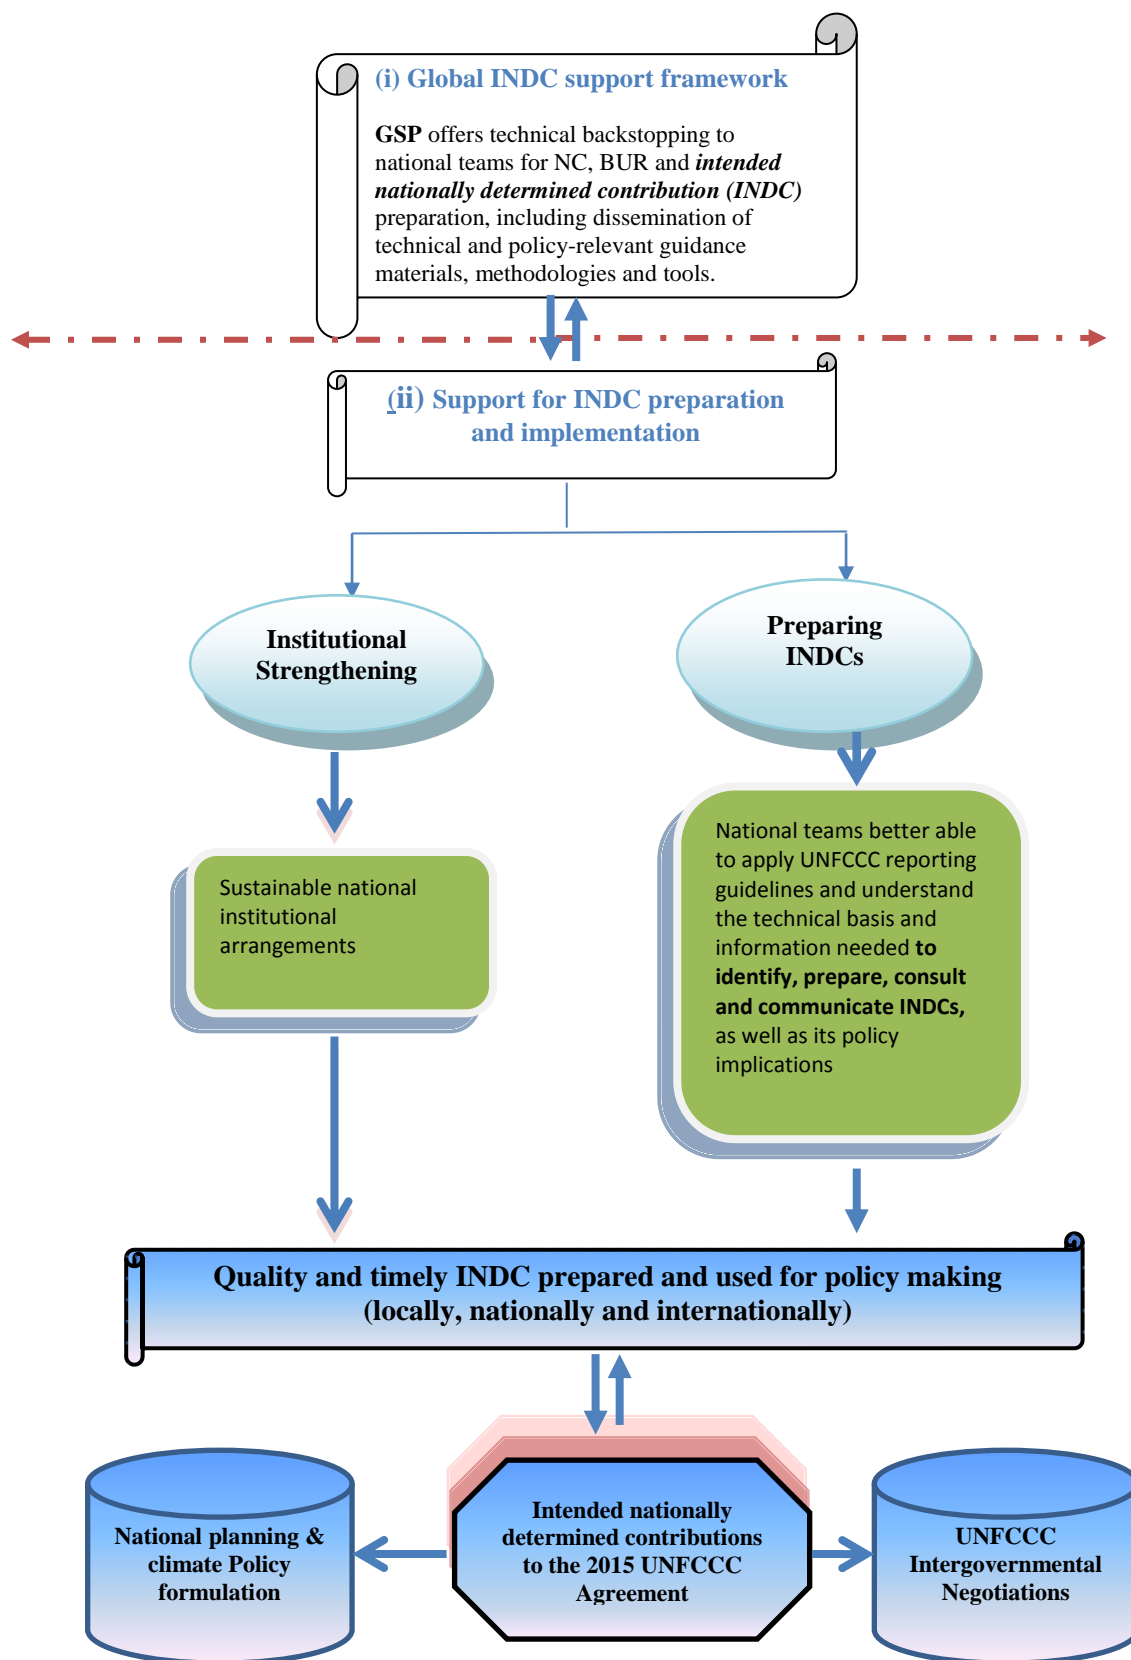 (i) Global INDC support framework
GSP offers technical backstopping to
national teams for NC, BUR and intended
nationally determined contribution (INDC)
preparation, including dissemination of
technical and policy-relevant guidance
materials, methodologies and tools.
(ii) Support for INDC preparation
and implementation
Institutional
Strengthening
Preparing
INDCs
Sustainable national
institutional
arrangements
National teams better able
to apply UNFCCC reporting
guidelines and understand
the technical basis and
information needed to
identify, prepare, consult
and communicate INDCs,
as well as its policy
implications
Quality and timely INDC prepared and used for policy making
(locally, nationally and internationally)
National planning &
climate Policy
formulation
Intended nationally
determined contributions
to the 2015 UNFCCC
Agreement
UNFCCC
Intergovernmental
Negotiations